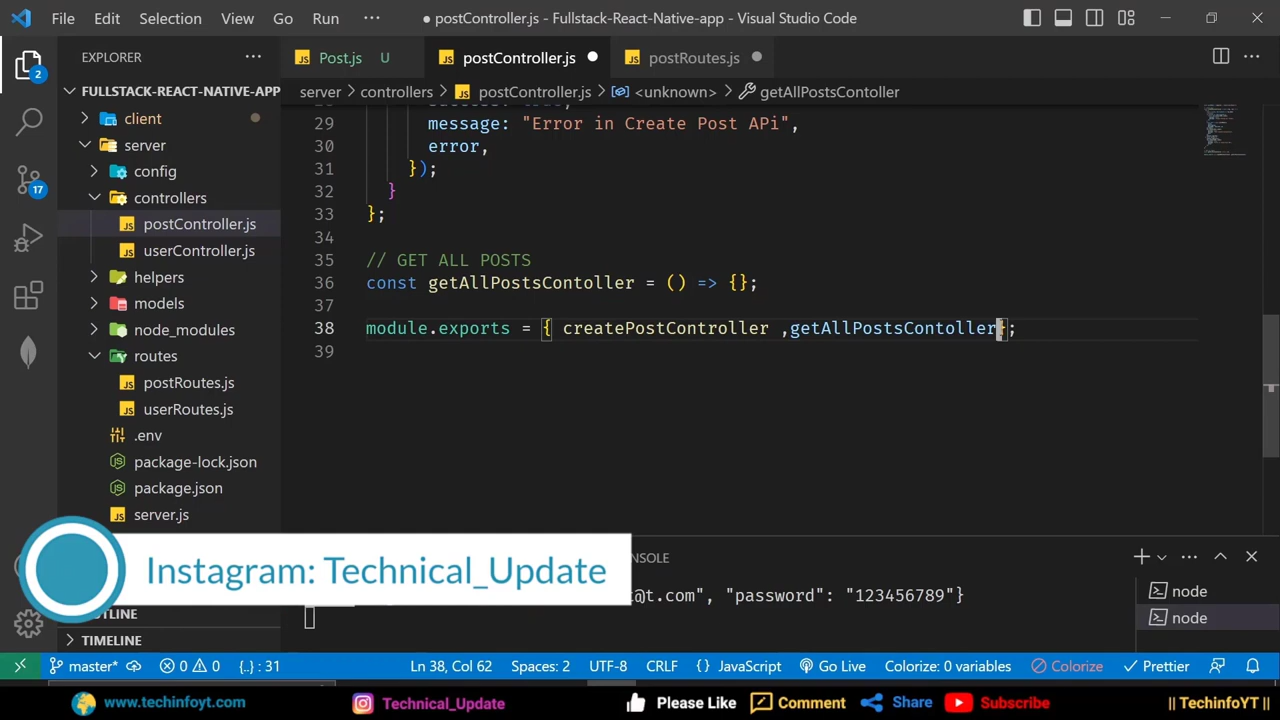 File Edit Selection View Go Run ··· ● postController.js - Fullstack-React-Native-app - Visual Studio Code
EXPLORER ···
JS Post.js U
JS postController.js ●
JS postRoutes.js ●
server > controllers > JS postController.js > <unknown> > getAllPostsContoller
2
17
FULLSTACK-REACT-NATIVE-APP
client
server
config
controllers
JS postController.js
JS userController.js
helpers
models
node_modules
routes
JS postRoutes.js
JS userRoutes.js
.env
package-lock.json
package.json
JS server.js
TIMELINE
29 message: "Error in Create Post APi",
30 error,
31 });
32 }
33 };
34
35 // GET ALL POSTS
36 const getAllPostsContoller = () => {};
37
38 module.exports = { createPostController ,getAllPostsContoller};
39
Instagram: Technical_Update
t.com", "password": "123456789"}
node
node
master* 0 0 {..} : 31 Ln 38, Col 62 Spaces: 2 UTF-8 CRLF {} JavaScript Go Live Colorize: 0 variables Colorize Prettier
www.techinfoyt.com Technical_Update Please Like Comment Share Subscribe || TechinfoYT ||